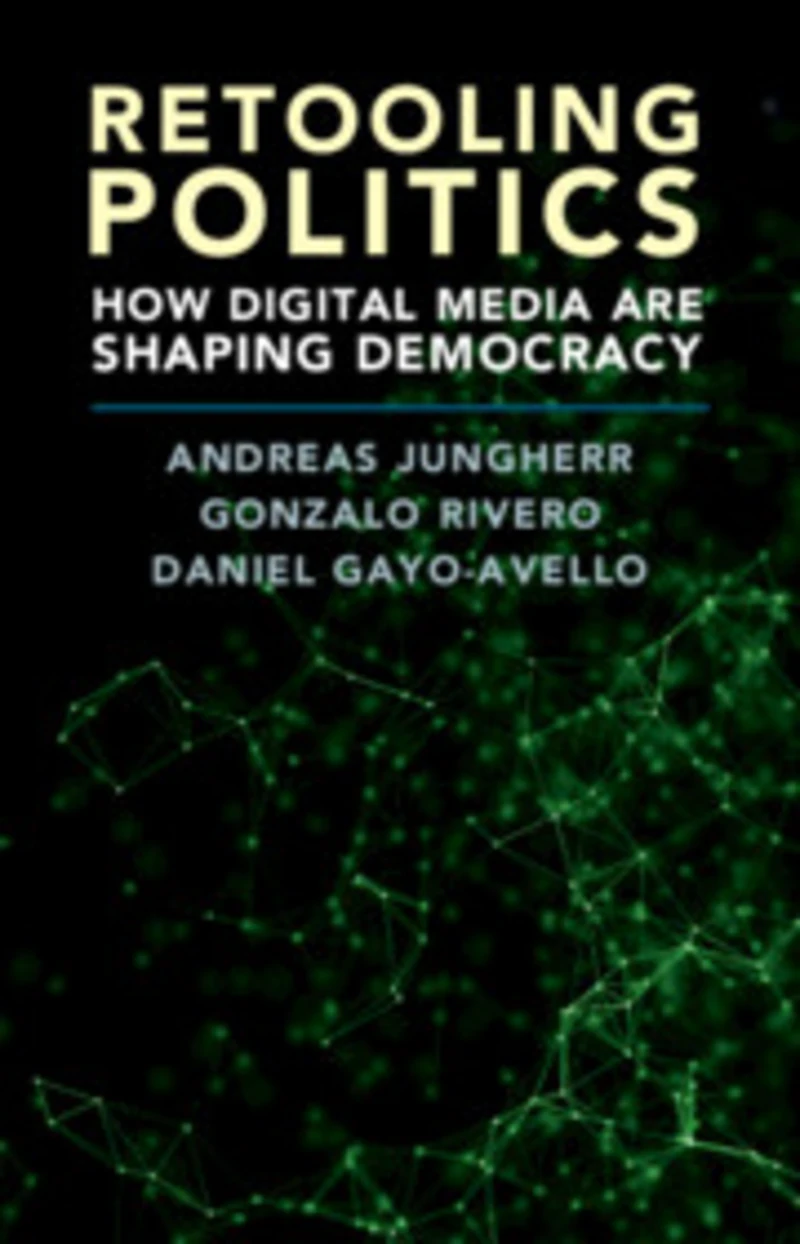 RETOOLING
POLITICS
HOW DIGITAL MEDIA ARE
SHAPING DEMOCRACY
ANDREAS JUNGHERR
GONZALO RIVERO
DANIEL GAYO-AVELLO